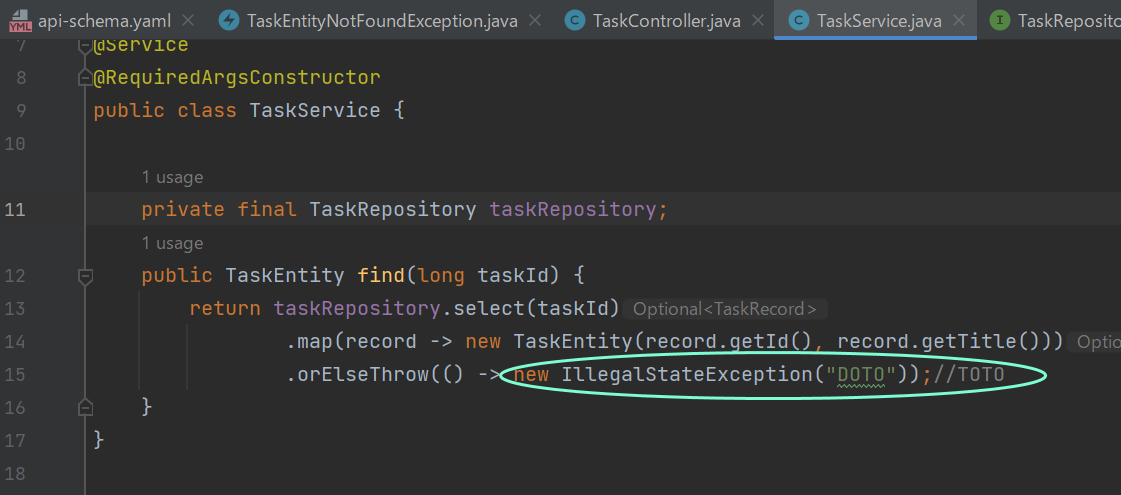 api-schema.yaml TaskEntityNotFoundException.java TaskController.java TaskService.java TaskReposito
YML C I
7 @Service
8 @RequiredArgsConstructor
9 public class TaskService {
10
1 usage
11 private final TaskRepository taskRepository;
1 usage
12 public TaskEntity find(long taskId) {
13 return taskRepository.select(taskId) Optional<TaskRecord>
14 .map(record -> new TaskEntity(record.getId(), record.getTitle())) Optio
15 .orElseThrow(() -> new IllegalStateException("DOTO"));//TOTO
16 }
17 }
18